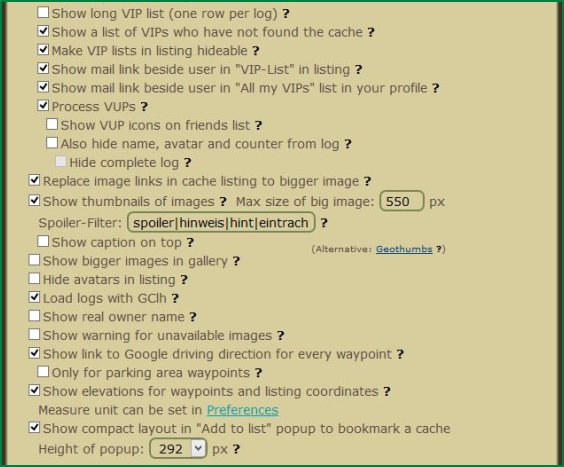 Show long VIP list (one row per log) ?
Show a list of VIPs who have not found the cache ?
Make VIP lists in listing hideable ?
Show mail link beside user in "VIP-List" in listing ?
Show mail link beside user in "All my VIPs" list in your profile ?
Process VUPs ?
Show VUP icons on friends list ?
Also hide name, avatar and counter from log ?
Hide complete log ?
Replace image links in cache listing to bigger image ?
Show thumbnails of images ? Max size of big image: 550 px
Spoiler-Filter: spoiler|hinweis|hint|eintrach ?
Show caption on top ? (Alternative: Geothumbs ?)
Show bigger images in gallery ?
Hide avatars in listing ?
Load logs with GClh ?
Show real owner name ?
Show warning for unavailable images ?
Show link to Google driving direction for every waypoint ?
Only for parking area waypoints ?
Show elevations for waypoints and listing coordinates ?
Measure unit can be set in Preferences
Show compact layout in "Add to list" popup to bookmark a cache
Height of popup: 292 px ?